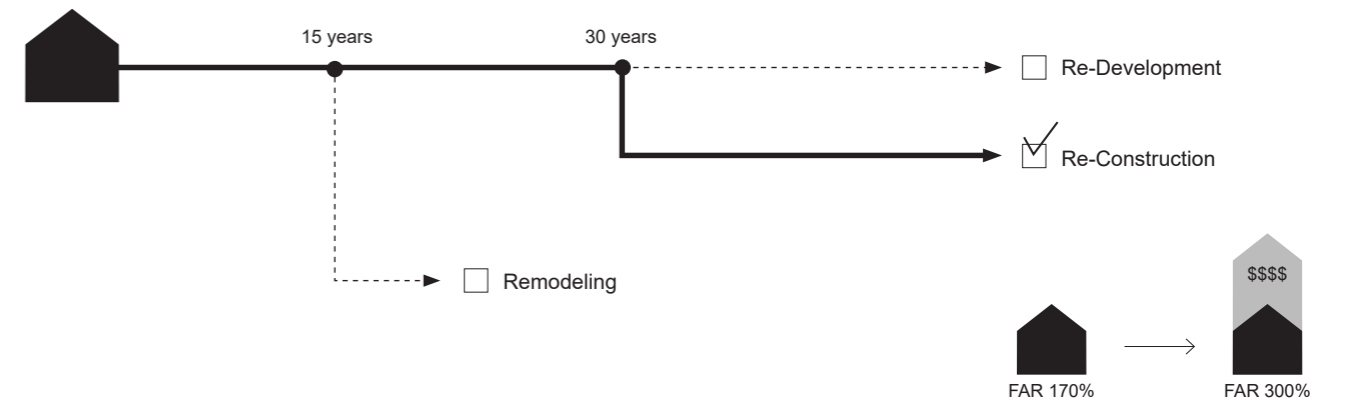 15 years
30 years
Re-Development
Re-Construction
Remodeling
$$$$
FAR 170%
FAR 300%